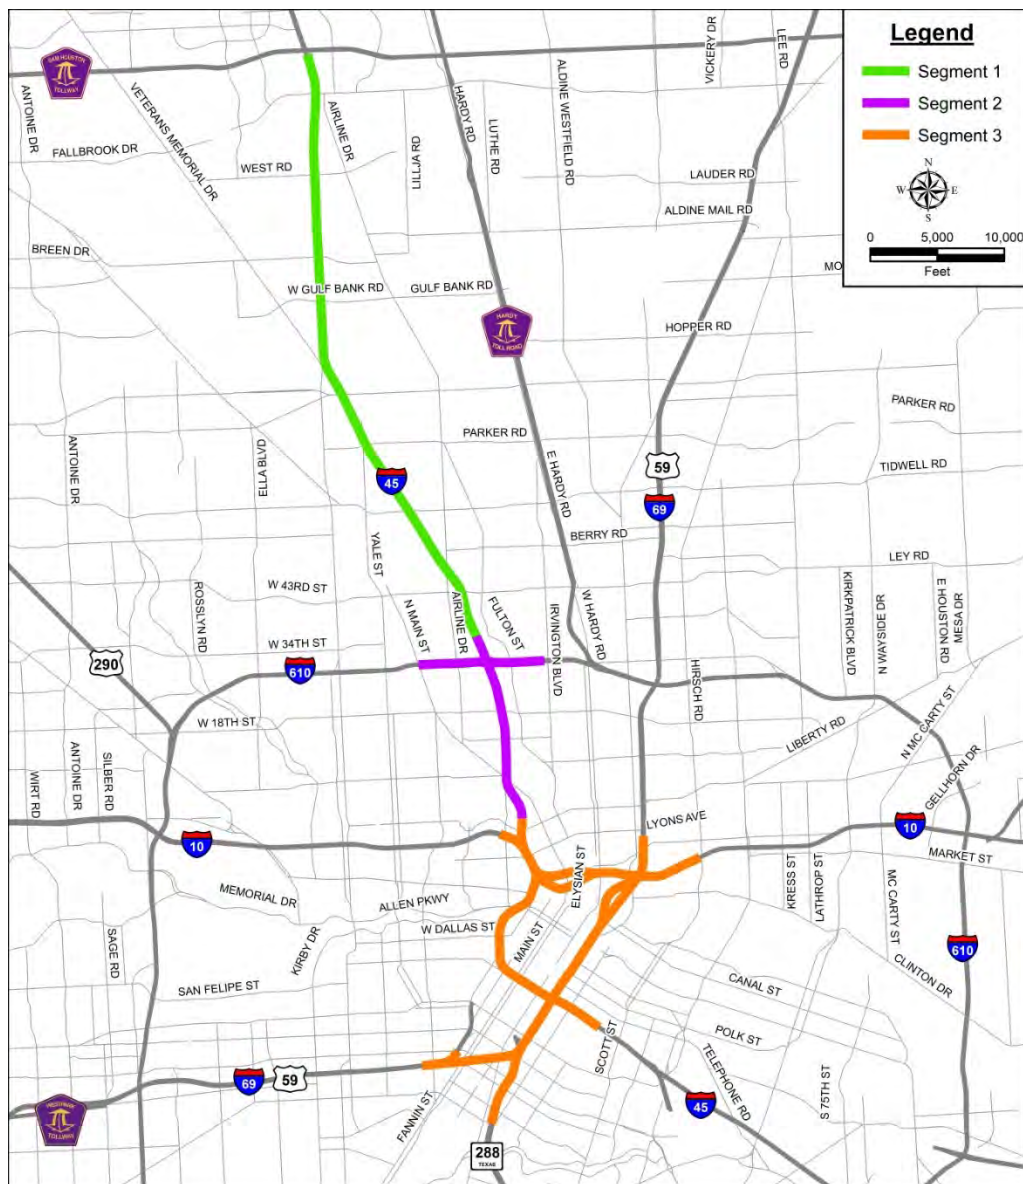 Legend
Segment 1
Segment 2
Segment 3
N
W E
S
0 5,000 10,000
Feet
SAM HOUSTON
TOLLWAY
ANTOINE DR
VETERANS MEMORIAL DR
AIRLINE DR
HARDY RD
LUTHE RD
ALDINE WESTFIELD RD
VICKERY DR
LEE RD
FALLBROOK DR
WEST RD
LILLJA RD
LAUDER RD
ALDINE MAIL RD
BREEN DR
W GULF BANK RD
GULF BANK RD
MO
HARDY
TOLL ROAD
HOPPER RD
PARKER RD
PARKER RD
ANTOINE DR
ELLA BLVD
45
E HARDY RD
59
69
TIDWELL RD
BERRY RD
LEY RD
YALE ST
W 43RD ST
ROSSLYN RD
N MAIN ST
AIRLINE DR
FULTON ST
IRVINGTON BLVD
W HARDY RD
KIRKPATRICK BLVD
N WAYSIDE DR
E HOUSTON RD
MESA DR
W 34TH ST
290
610
HIRSCH RD
W 18TH ST
LIBERTY RD
N MC CARTY ST
WIRT RD
ANTOINE DR
SILBER RD
GELLHORN DR
LYONS AVE
10
10
MARKET ST
ELYSIAN ST
KRESS ST
LATHROP ST
MC CARTY ST
MEMORIAL DR
ALLEN PKWY
W DALLAS ST
MAIN ST
SAGE RD
KIRBY DR
610
CLINTON DR
SAN FELIPE ST
CANAL ST
POLK ST
SCOTT ST
TELEPHONE RD
S 75TH ST
69
59
FANNIN ST
45
TOLLWAY
288
TEXAS